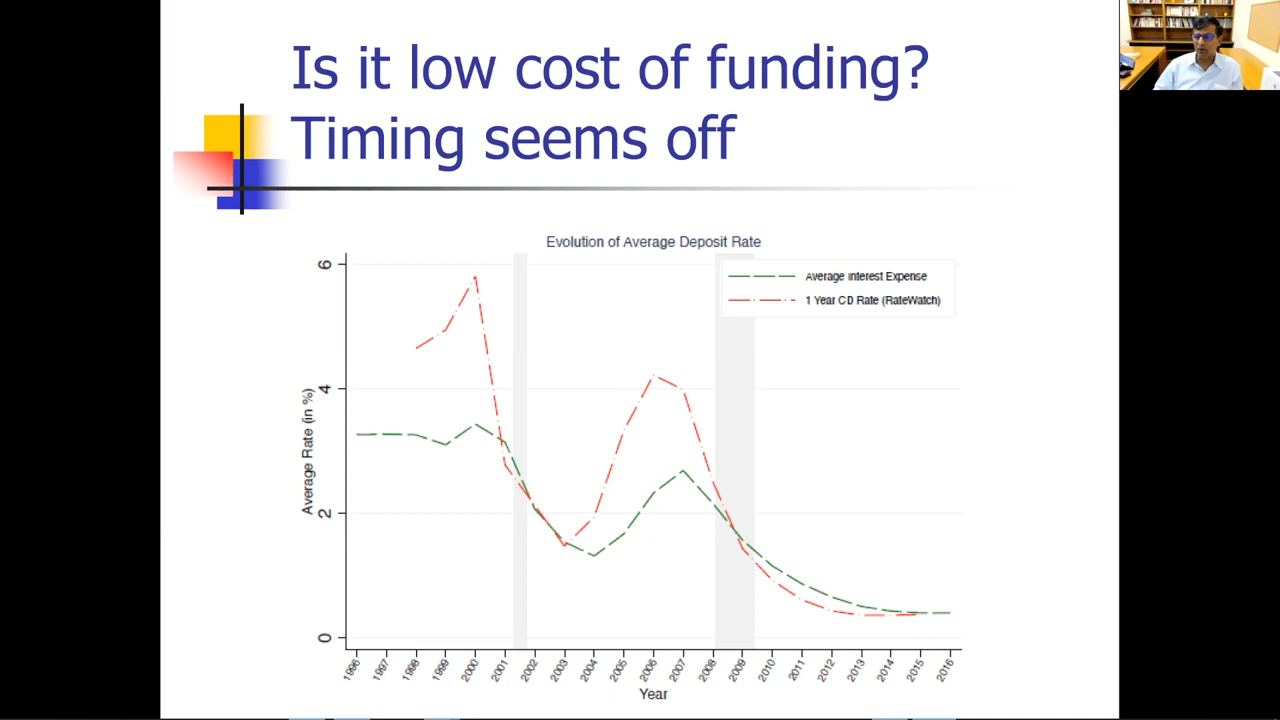 Is it low cost of funding?
Timing seems off
Evolution of Average Deposit Rate
Average Interest Expense
1 Year CD Rate (RateWatch)
Average Rate (in %)
6
4
2
0
1996 1997 1998 1999 2000 2001 2002 2003 2004 2005 2006 2007 2008 2009 2010 2011 2012 2013 2014 2015 2016
Year